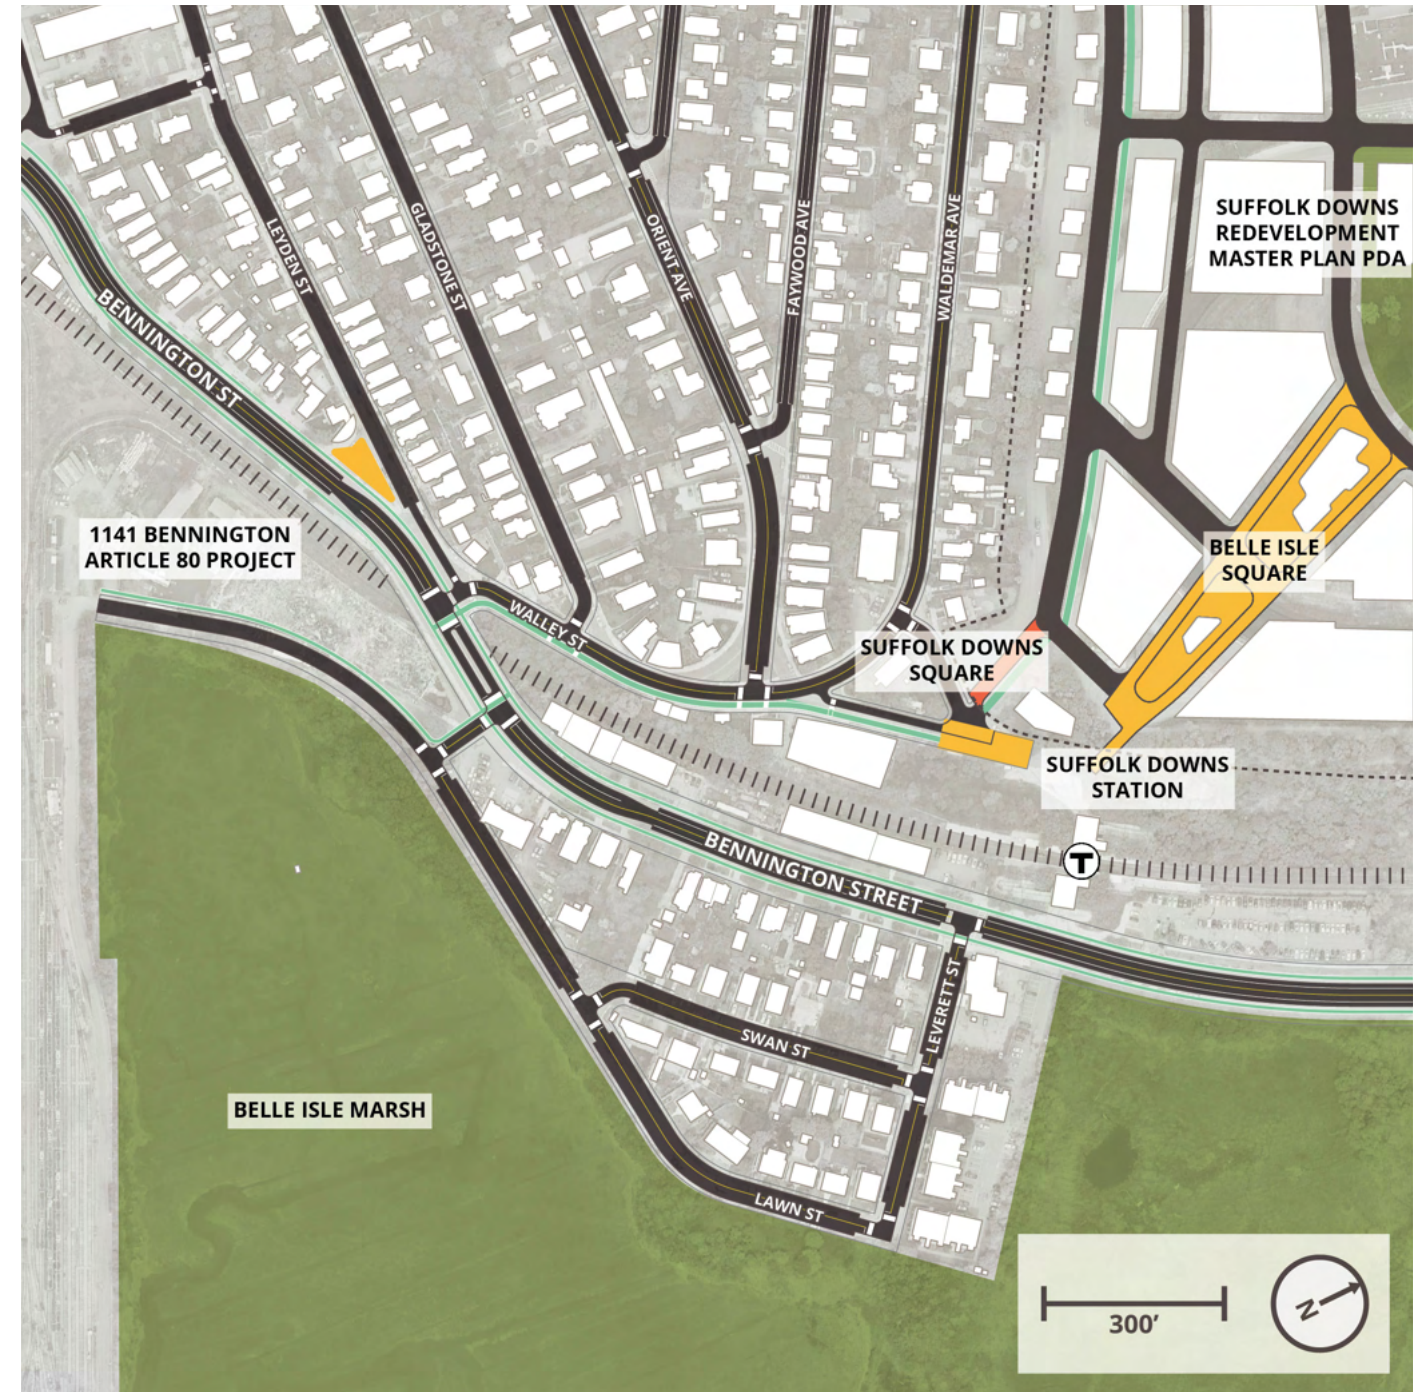 SUFFOLK DOWNS
REDEVELOPMENT
MASTER PLAN PDA
LEYDEN ST
GLADSTONE ST
ORIENT AVE
FAYWOOD AVE
WALDEMAR AVE
BENNINGTON ST
1141 BENNINGTON
ARTICLE 80 PROJECT
BELLE ISLE
SQUARE
WALLEY ST
SUFFOLK DOWNS
SQUARE
SUFFOLK DOWNS
STATION
T
BENNINGTON STREET
LEVERETT ST
SWAN ST
BELLE ISLE MARSH
LAWN ST
300’
N